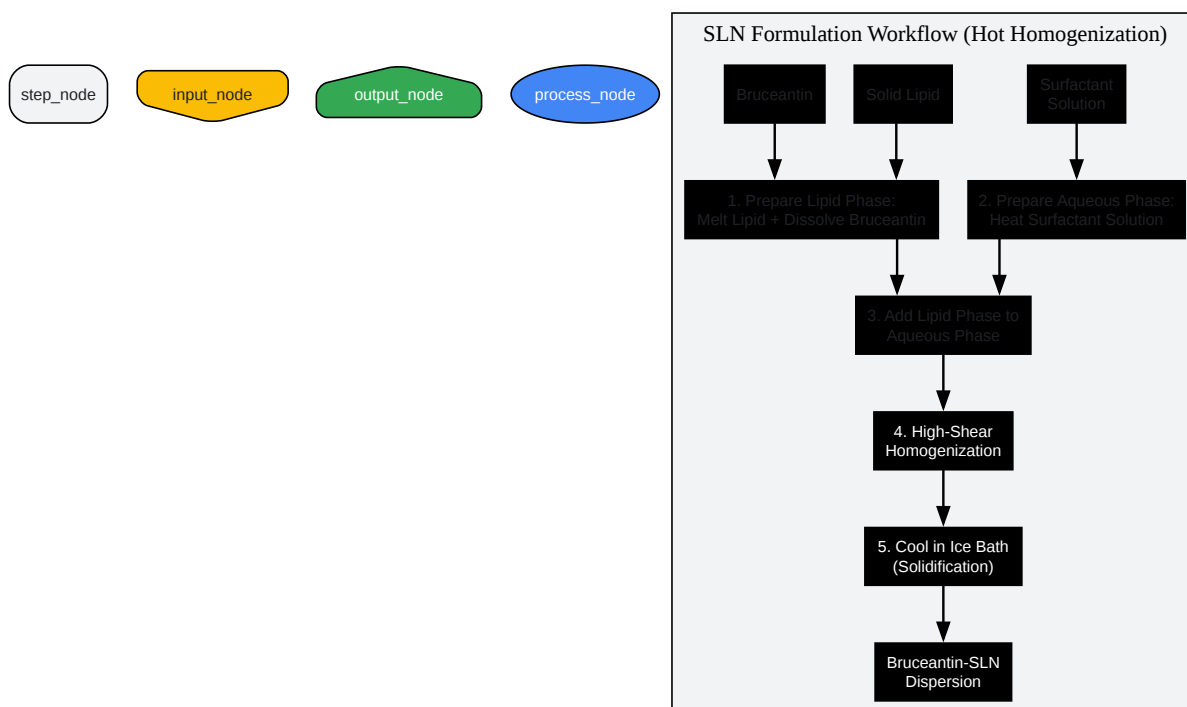 SLN Formulation Workflow (Hot Homogenization)
step_node
input_node
output_node
process_node
Bruceantin
Solid Lipid
Surfactant
Solution
1. Prepare Lipid Phase:
Melt Lipid + Dissolve Bruceantin
2. Prepare Aqueous Phase:
Heat Surfactant Solution
3. Add Lipid Phase to
Aqueous Phase
4. High-Shear
Homogenization
5. Cool in Ice Bath
(Solidification)
Bruceantin-SLN
Dispersion